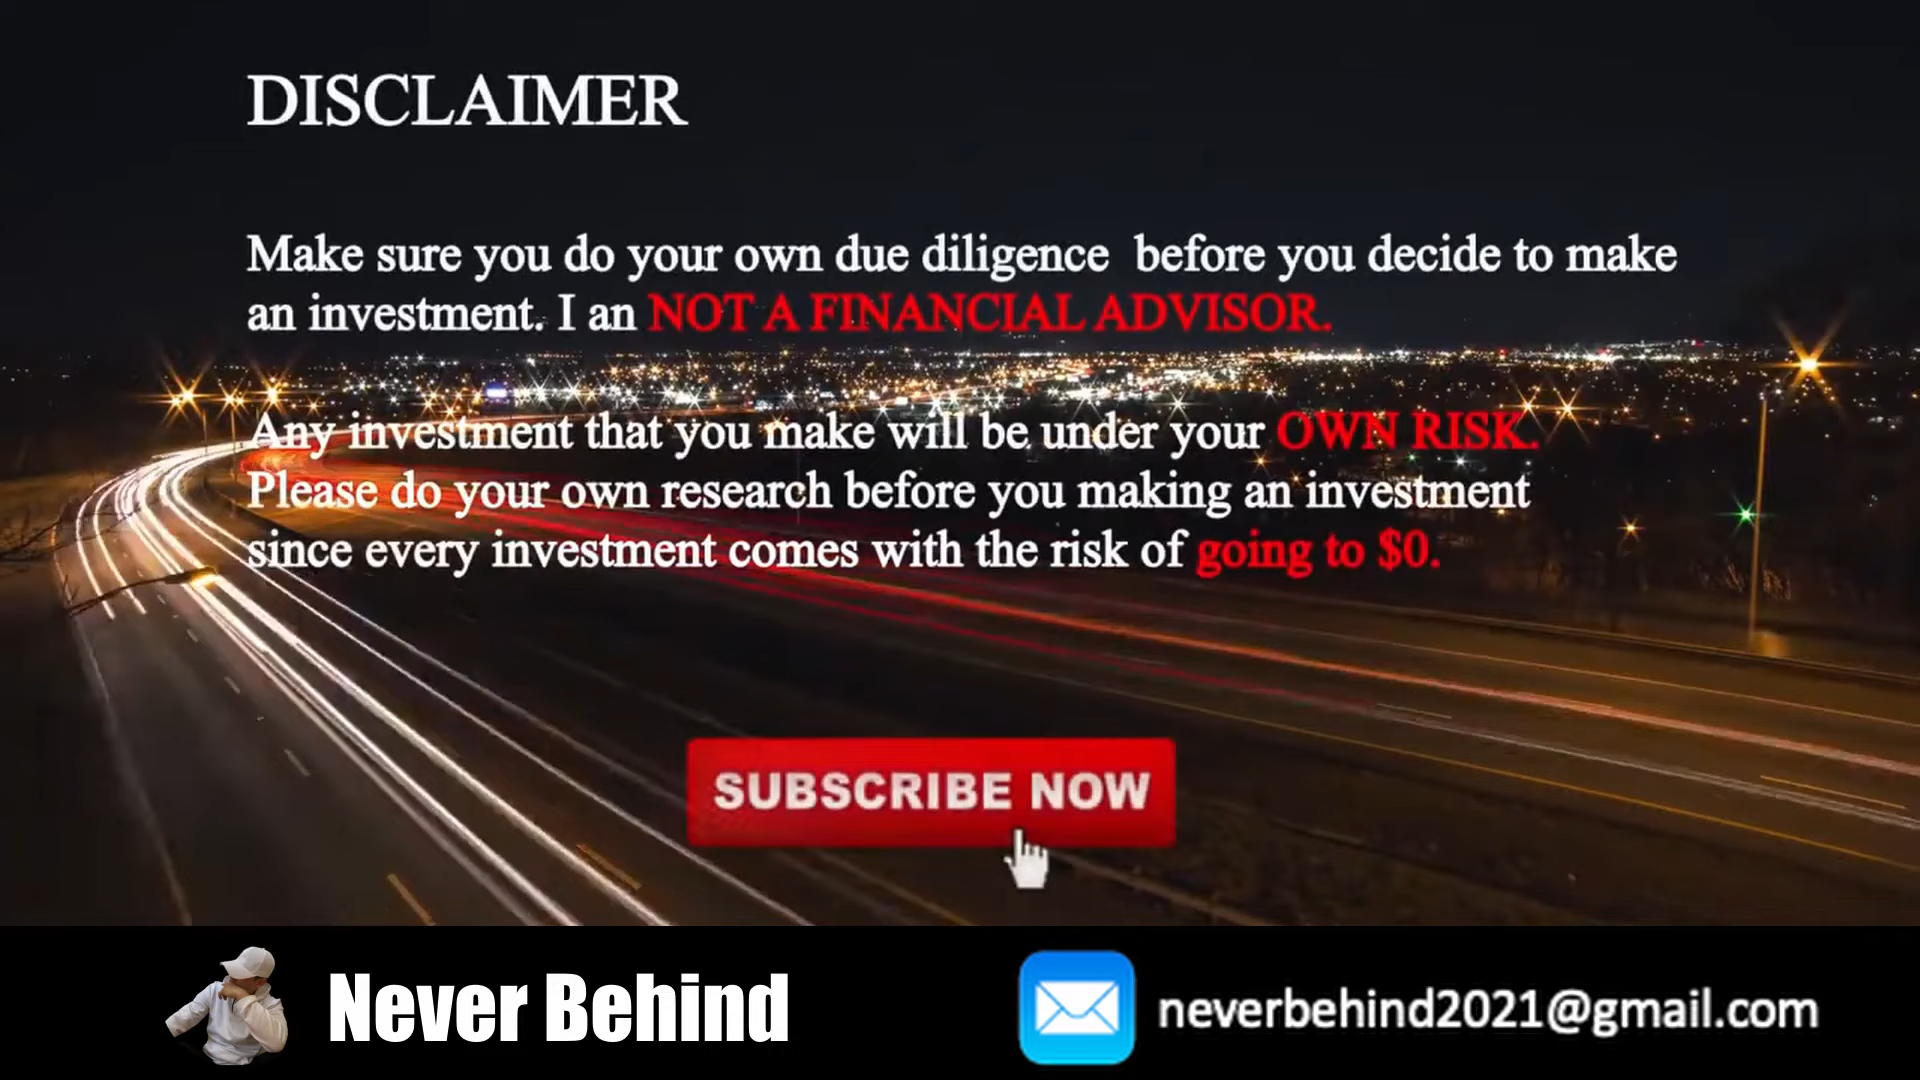 DISCLAIMER
Make sure you do your own due diligence before you decide to make
an investment. I an NOT A FINANCIAL ADVISOR.
Any investment that you make will be under your OWN RISK.
Please do your own research before you making an investment
since every investment comes with the risk of going to $0.
SUBSCRIBE NOW
Never Behind
neverbehind2021@gmail.com